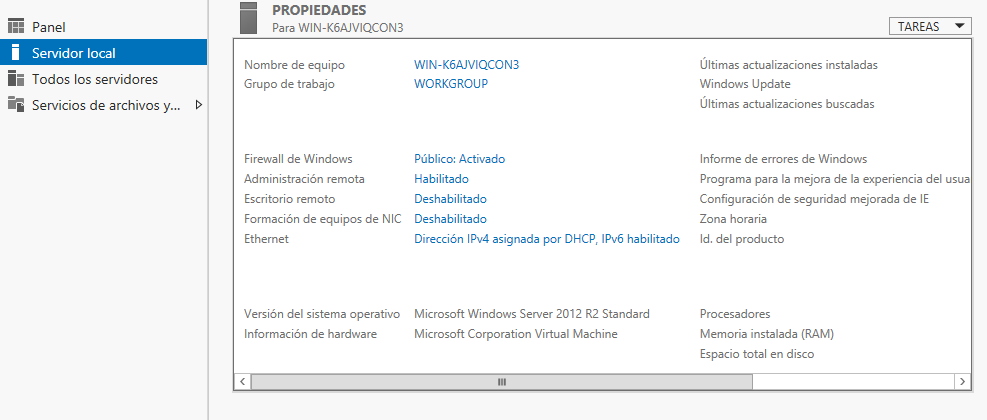 Panel
Servidor local
Todos los servidores
Servicios de archivos y...
PROPIEDADES
Para WIN-K6AJVIQCON3
TAREAS
Nombre de equipo WIN-K6AJVIQCON3 Últimas actualizaciones instaladas
Grupo de trabajo WORKGROUP Windows Update
Últimas actualizaciones buscadas
Firewall de Windows Público: Activado Informe de errores de Windows
Administración remota Habilitado Programa para la mejora de la experiencia del usua
Escritorio remoto Deshabilitado Configuración de seguridad mejorada de IE
Formación de equipos de NIC Deshabilitado Zona horaria
Ethernet Dirección IPv4 asignada por DHCP, IPv6 habilitado Id. del producto
Versión del sistema operativo Microsoft Windows Server 2012 R2 Standard Procesadores
Información de hardware Microsoft Corporation Virtual Machine Memoria instalada (RAM)
Espacio total en disco